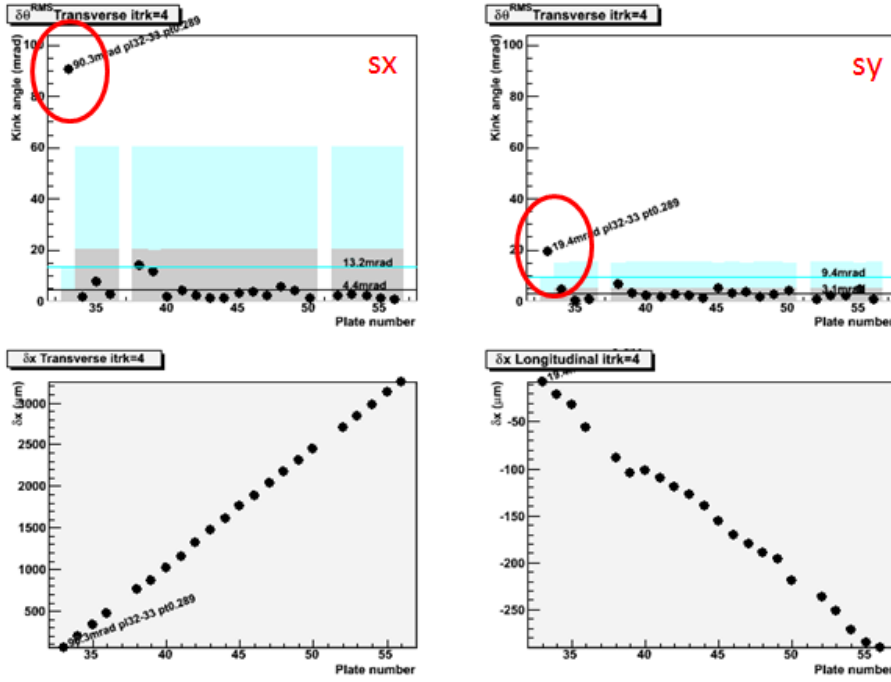 δθRMS Transverse itrk=4
Kink angle (mrad)
100
80
60
40
20
0
90.3mrad pl32-33 pt0.289
sx
13.2mrad
4.4mrad
35 40 45 50 55
Plate number
δθRMS Transverse itrk=4
Kink angle (mrad)
100
80
60
40
20
0
19.4mrad pl32-33 pt0.289
sy
9.4mrad
3.1mrad
35 40 45 50 55
Plate number
δx Transverse itrk=4
δx (μm)
3000
2500
2000
1500
1000
500
90.3mrad pl32-33 pt0.289
35 40 45 50 55
Plate number
δx Longitudinal itrk=4
δx (μm)
-50
-100
-150
-200
-250
35 40 45 50 55
Plate number